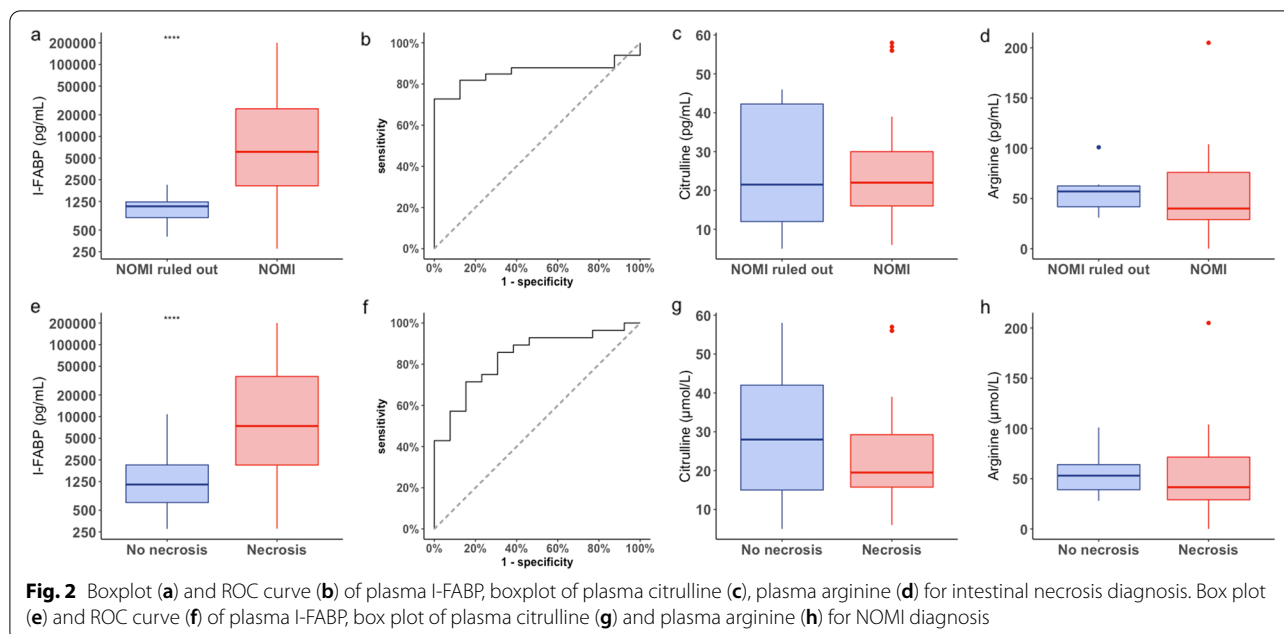 a
****
I-FABP (pg/mL)
200000
100000
50000
20000
10000
5000
2500
1250
500
250
NOMI ruled out NOMI
b
sensitivity
100%
80%
60%
40%
20%
0%
0% 20% 40% 60% 80% 100%
1 - specificity
c
Citrulline (pg/mL)
60
50
40
30
20
10
NOMI ruled out NOMI
d
Arginine (pg/mL)
200
150
100
50
0
NOMI ruled out NOMI
e
****
I-FABP (pg/mL)
200000
100000
50000
20000
10000
5000
2500
1250
500
250
No necrosis Necrosis
f
sensitivity
100%
80%
60%
40%
20%
0%
0% 20% 40% 60% 80% 100%
1 - specificity
g
Citrulline (µmol/L)
60
50
40
30
20
10
No necrosis Necrosis
h
Arginine (µmol/L)
200
150
100
50
0
No necrosis Necrosis
Fig. 2 Boxplot (a) and ROC curve (b) of plasma I-FABP, boxplot of plasma citrulline (c), plasma arginine (d) for intestinal necrosis diagnosis. Box plot
(e) and ROC curve (f) of plasma I-FABP, box plot of plasma citrulline (g) and plasma arginine (h) for NOMI diagnosis